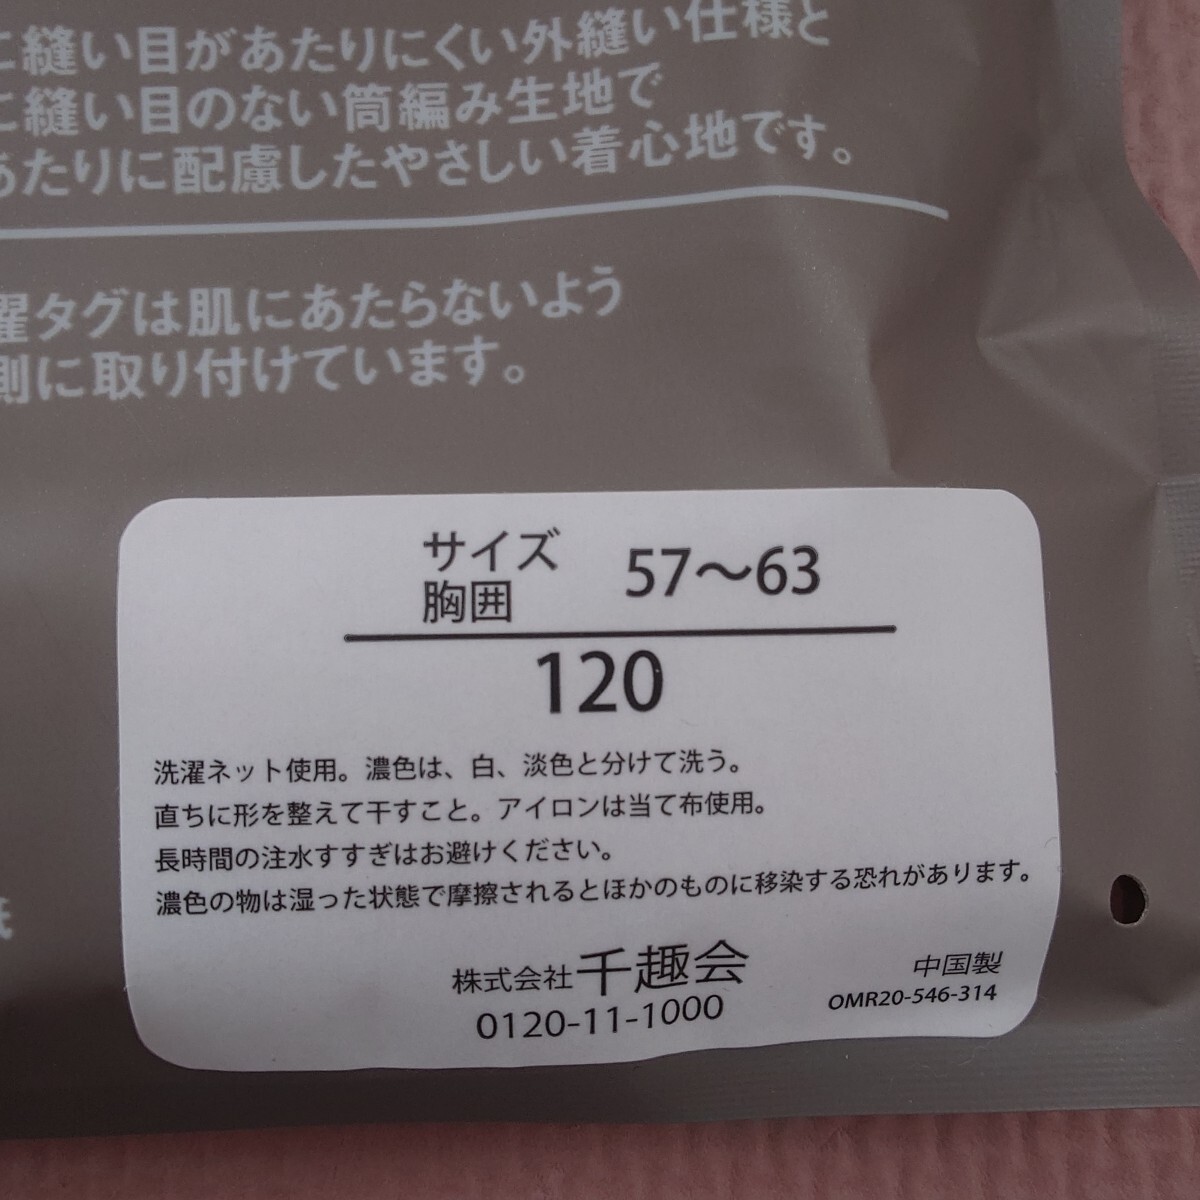 に縫い目があたりにくい外縫い仕様と
に縫い目のない筒編み生地で
あたりに配慮したやさしい着心地です。
濯タグは肌にあたらないよう
側に取り付けています。
サイズ
胸囲 57〜63
120
洗濯ネット使用。濃色は、白、淡色と分けて洗う。
直ちに形を整えて干すこと。アイロンは当て布使用。
長時間の注水すすぎはお避けください。
濃色の物は湿った状態で摩擦されるとほかのものに移染する恐れがあります。
株式会社千趣会
0120-11-1000
中国製
OMR20-546-314